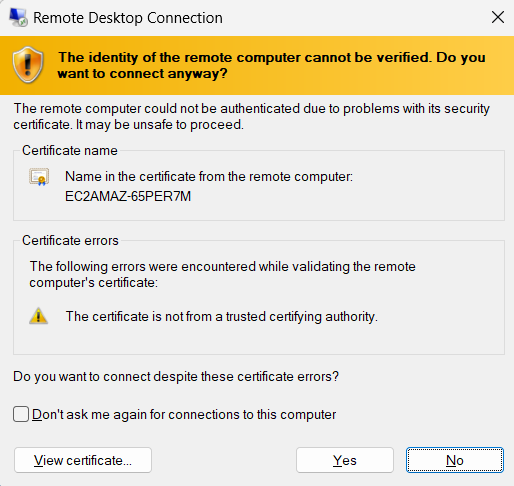 Remote Desktop Connection
The identity of the remote computer cannot be verified. Do you
want to connect anyway?
The remote computer could not be authenticated due to problems with its security
certificate. It may be unsafe to proceed.
Certificate name
Name in the certificate from the remote computer:
EC2AMAZ-65PER7M
Certificate errors
The following errors were encountered while validating the remote
computer's certificate:
The certificate is not from a trusted certifying authority.
Do you want to connect despite these certificate errors?
Don't ask me again for connections to this computer
View certificate... Yes No